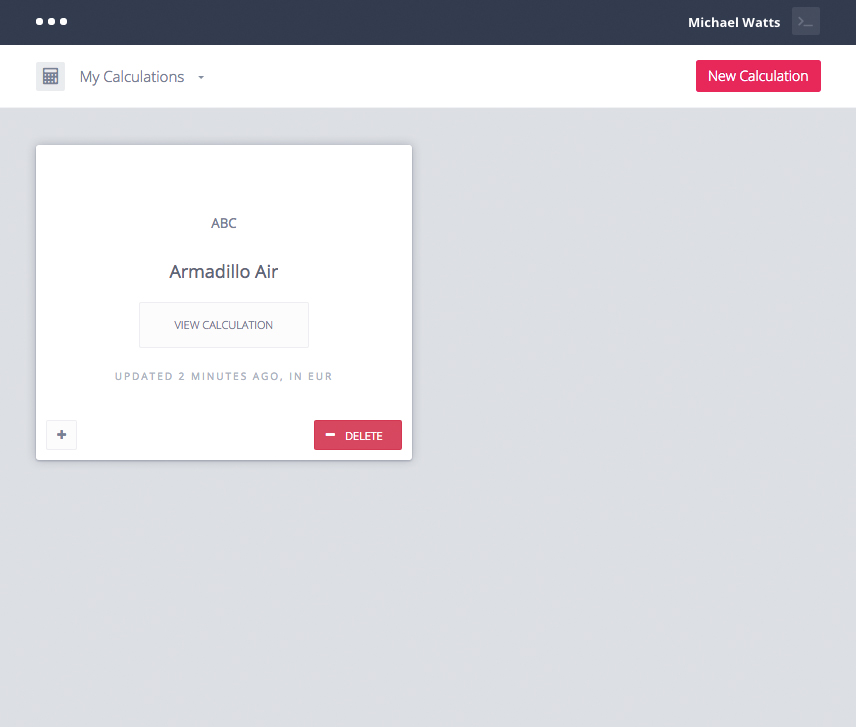 Michael Watts
My Calculations
New Calculation
ABC
Armadillo Air
VIEW CALCULATION
UPDATED 2 MINUTES AGO, IN EUR
DELETE